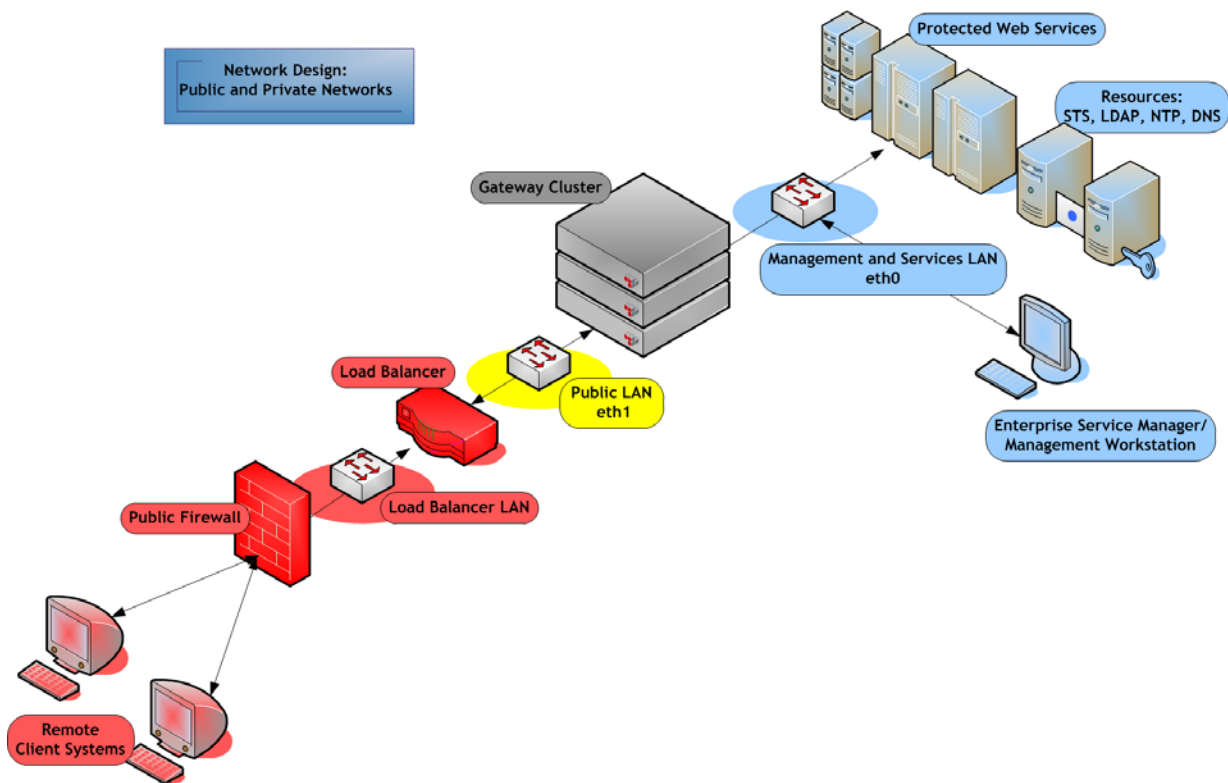 Network Design:
Public and Private Networks
Protected Web Services
Resources:
STS, LDAP, NTP, DNS
Gateway Cluster
Management and Services LAN
eth0
Load Balancer
Public LAN
eth1
Enterprise Service Manager/
Management Workstation
Load Balancer LAN
Public Firewall
Remote
Client Systems